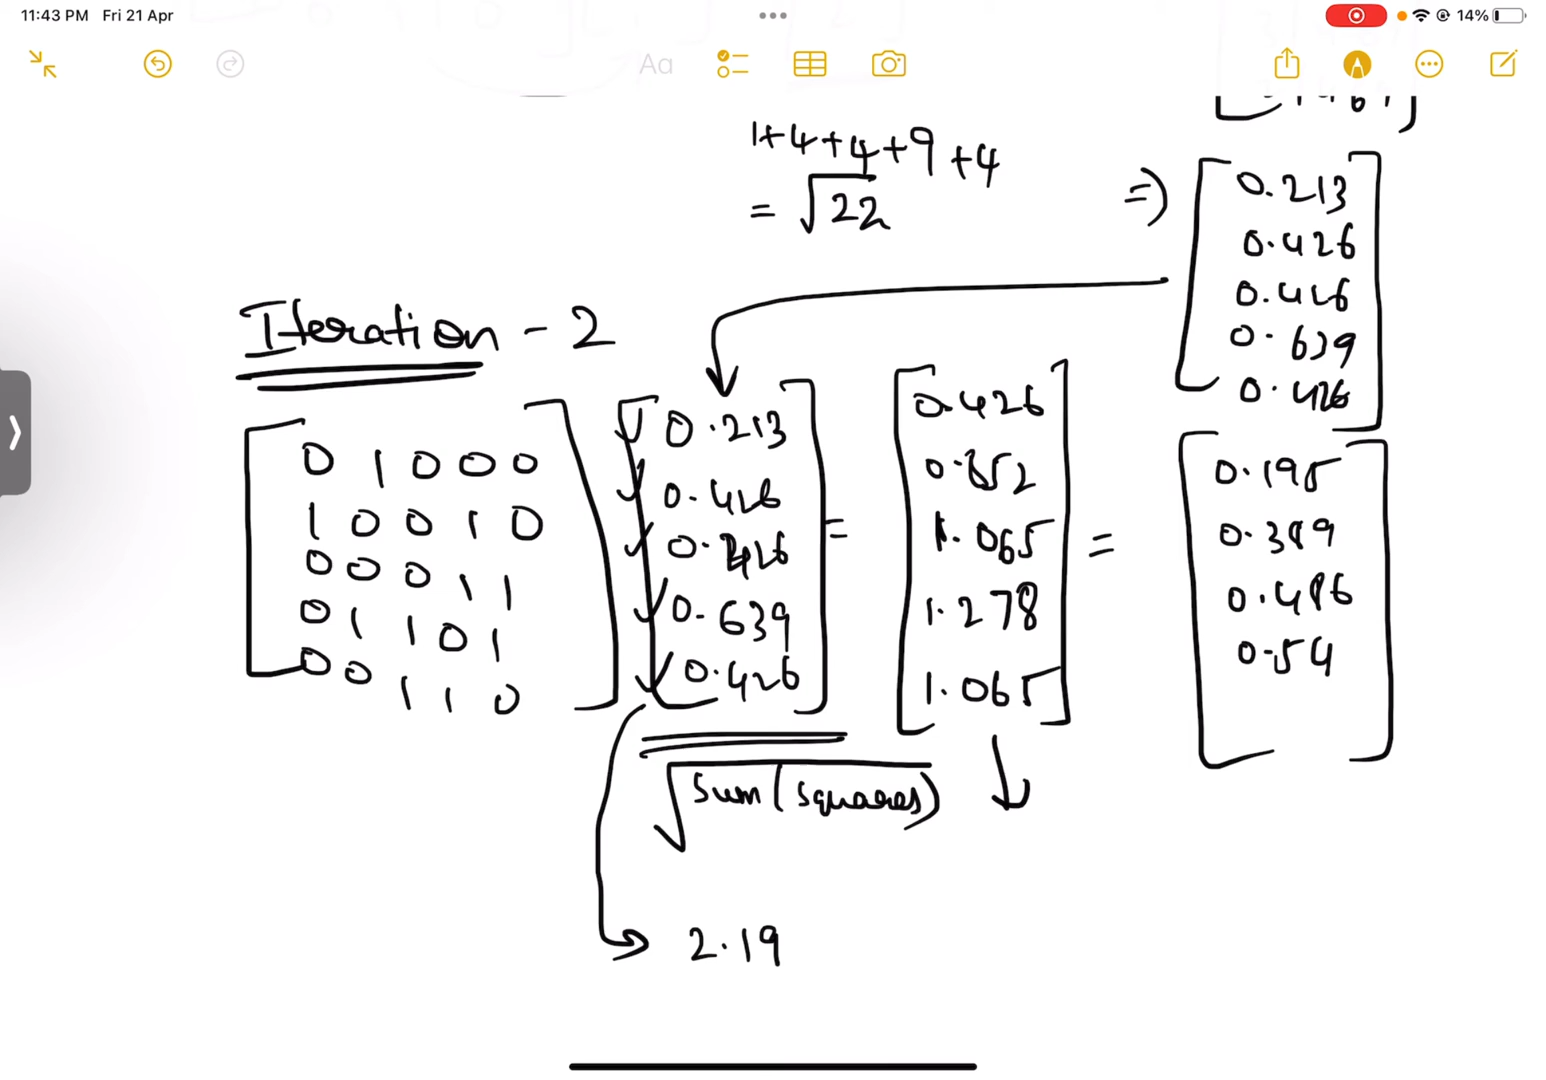 11:43 PM Fri 21 Apr
14%
Aa
1+4+4+9+4
= √22
=>
0.213
0.426
0.426
0.639
0.426
Iteration - 2
0 1 0 0 0
1 0 0 1 0
0 0 0 1 1
0 1 1 0 1
0 0 1 1 0
0.213
0.426
0.426
0.639
0.426
=
0.426
0.852
1.065
1.278
1.065
=
0.195
0.389
0.486
0.54
√sum(squares)
2.19